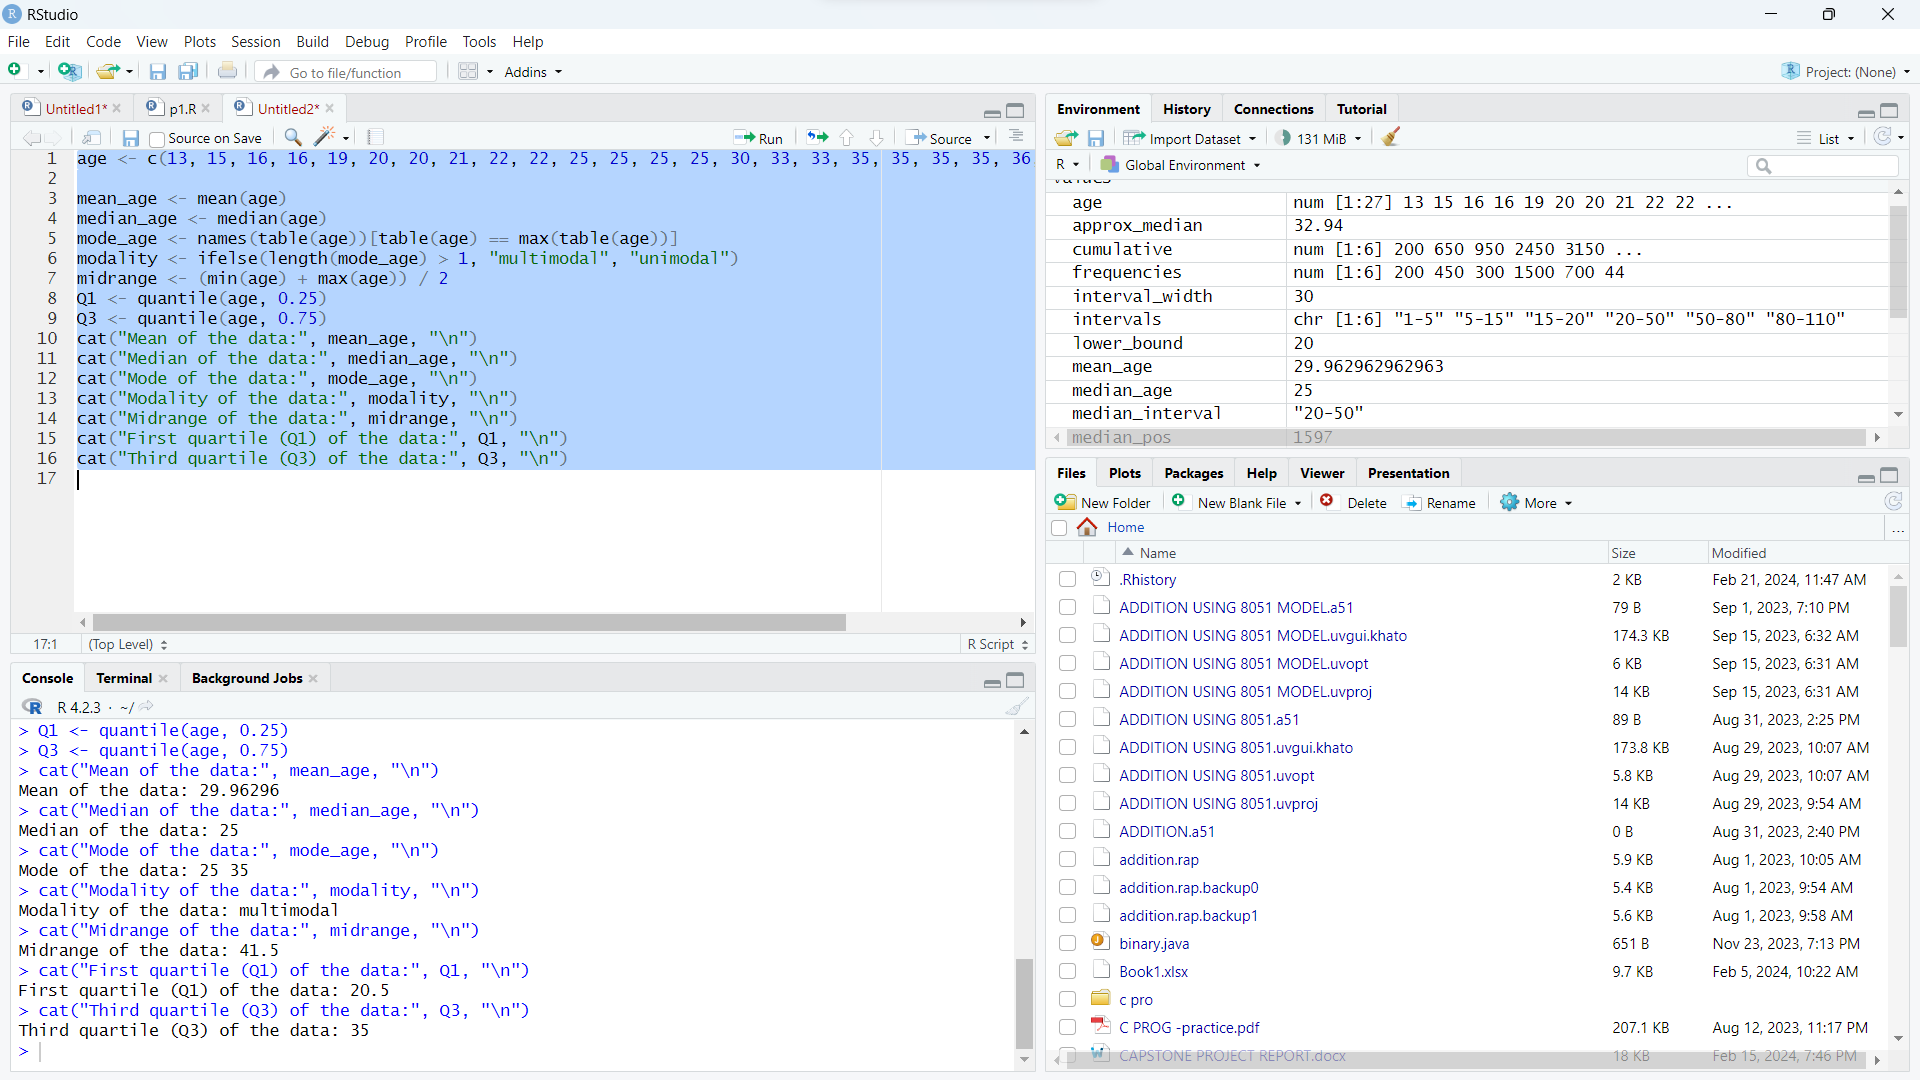 RStudio
File Edit Code View Plots Session Build Debug Profile Tools Help
Go to file/function Addins Project: (None)
Untitled1* p1.R Untitled2*
Source on Save Run Source
1 age <- c(13, 15, 16, 16, 19, 20, 20, 21, 22, 22, 25, 25, 25, 25, 30, 33, 33, 35, 35, 35, 35, 36
2
3 mean_age <- mean(age)
4 median_age <- median(age)
5 mode_age <- names(table(age))[table(age) == max(table(age))]
6 modality <- ifelse(length(mode_age) > 1, "multimodal", "unimodal")
7 midrange <- (min(age) + max(age)) / 2
8 Q1 <- quantile(age, 0.25)
9 Q3 <- quantile(age, 0.75)
10 cat("Mean of the data:", mean_age, "\n")
11 cat("Median of the data:", median_age, "\n")
12 cat("Mode of the data:", mode_age, "\n")
13 cat("Modality of the data:", modality, "\n")
14 cat("Midrange of the data:", midrange, "\n")
15 cat("First quartile (Q1) of the data:", Q1, "\n")
16 cat("Third quartile (Q3) of the data:", Q3, "\n")
17
17:1 (Top Level) R Script
Console Terminal Background Jobs
R 4.2.3 · ~/
> Q1 <- quantile(age, 0.25)
> Q3 <- quantile(age, 0.75)
> cat("Mean of the data:", mean_age, "\n")
Mean of the data: 29.96296
> cat("Median of the data:", median_age, "\n")
Median of the data: 25
> cat("Mode of the data:", mode_age, "\n")
Mode of the data: 25 35
> cat("Modality of the data:", modality, "\n")
Modality of the data: multimodal
> cat("Midrange of the data:", midrange, "\n")
Midrange of the data: 41.5
> cat("First quartile (Q1) of the data:", Q1, "\n")
First quartile (Q1) of the data: 20.5
> cat("Third quartile (Q3) of the data:", Q3, "\n")
Third quartile (Q3) of the data: 35
>
Environment History Connections Tutorial
Import Dataset 131 MiB List
R Global Environment
values
age num [1:27] 13 15 16 16 19 20 20 21 22 22 ...
approx_median 32.94
cumulative num [1:6] 200 650 950 2450 3150 ...
frequencies num [1:6] 200 450 300 1500 700 44
interval_width 30
intervals chr [1:6] "1-5" "5-15" "15-20" "20-50" "50-80" "80-110"
lower_bound 20
mean_age 29.962962962963
median_age 25
median_interval "20-50"
median_pos 1597
Files Plots Packages Help Viewer Presentation
New Folder New Blank File Delete Rename More
Home ...
Name Size Modified
.Rhistory 2 KB Feb 21, 2024, 11:47 AM
ADDITION USING 8051 MODEL.a51 79 B Sep 1, 2023, 7:10 PM
ADDITION USING 8051 MODEL.uvgui.khato 174.3 KB Sep 15, 2023, 6:32 AM
ADDITION USING 8051 MODEL.uvopt 6 KB Sep 15, 2023, 6:31 AM
ADDITION USING 8051 MODEL.uvproj 14 KB Sep 15, 2023, 6:31 AM
ADDITION USING 8051.a51 89 B Aug 31, 2023, 2:25 PM
ADDITION USING 8051.uvgui.khato 173.8 KB Aug 29, 2023, 10:07 AM
ADDITION USING 8051.uvopt 5.8 KB Aug 29, 2023, 10:07 AM
ADDITION USING 8051.uvproj 14 KB Aug 29, 2023, 9:54 AM
ADDITION.a51 0 B Aug 31, 2023, 2:40 PM
addition.rap 5.9 KB Aug 1, 2023, 10:05 AM
addition.rap.backup0 5.4 KB Aug 1, 2023, 9:54 AM
addition.rap.backup1 5.6 KB Aug 1, 2023, 9:58 AM
binary.java 651 B Nov 23, 2023, 7:13 PM
Book1.xlsx 9.7 KB Feb 5, 2024, 10:22 AM
c pro
C PROG -practice.pdf 207.1 KB Aug 12, 2023, 11:17 PM
CAPSTONE PROJECT REPORT.docx 18 KB Feb 15, 2024, 7:46 PM